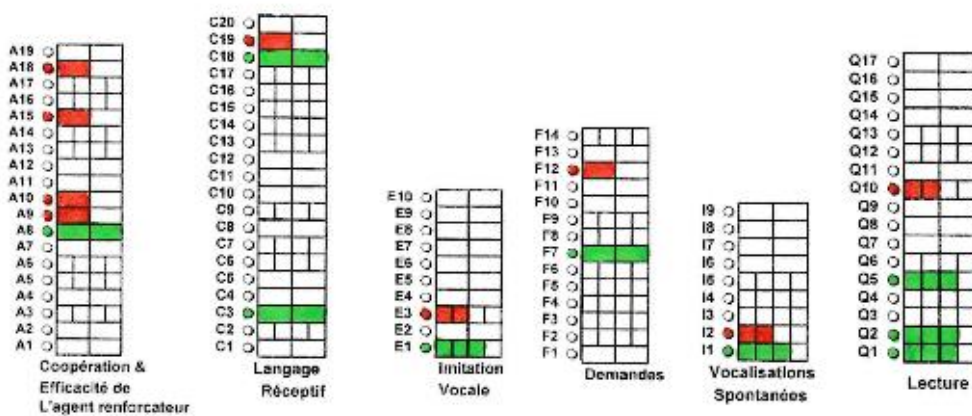 A19
A18
A17
A16
A15
A14
A13
A12
A11
A10
A9
A8
A7
A6
A5
A4
A3
A2
A1
Coopération &
Efficacité de
L'agent renforcateur
C20
C19
C18
C17
C16
C15
C14
C13
C12
C11
C10
C9
C8
C7
C6
C5
C4
C3
C2
C1
Langage
Réceptif
E10
E9
E8
E7
E6
E5
E4
E3
E2
E1
Imitation
Vocale
F14
F13
F12
F11
F10
F9
F8
F7
F6
F5
F4
F3
F2
F1
Demandes
I9
I8
I7
I6
I5
I4
I3
I2
I1
Vocalisations
Spontanées
Q17
Q16
Q15
Q14
Q13
Q12
Q11
Q10
Q9
Q8
Q7
Q6
Q5
Q4
Q3
Q2
Q1
Lecture